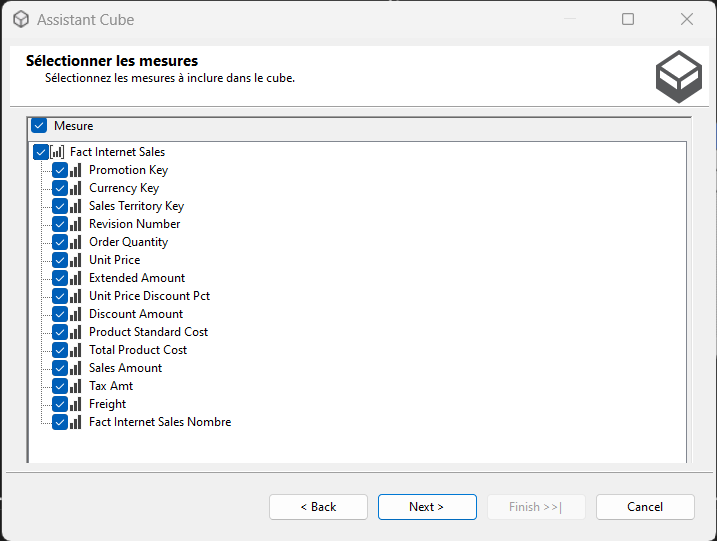 Assistant Cube
Sélectionner les mesures
Sélectionnez les mesures à inclure dans le cube.
Mesure
Fact Internet Sales
Promotion Key
Currency Key
Sales Territory Key
Revision Number
Order Quantity
Unit Price
Extended Amount
Unit Price Discount Pct
Discount Amount
Product Standard Cost
Total Product Cost
Sales Amount
Tax Amt
Freight
Fact Internet Sales Nombre
< Back
Next >
Finish >>|
Cancel